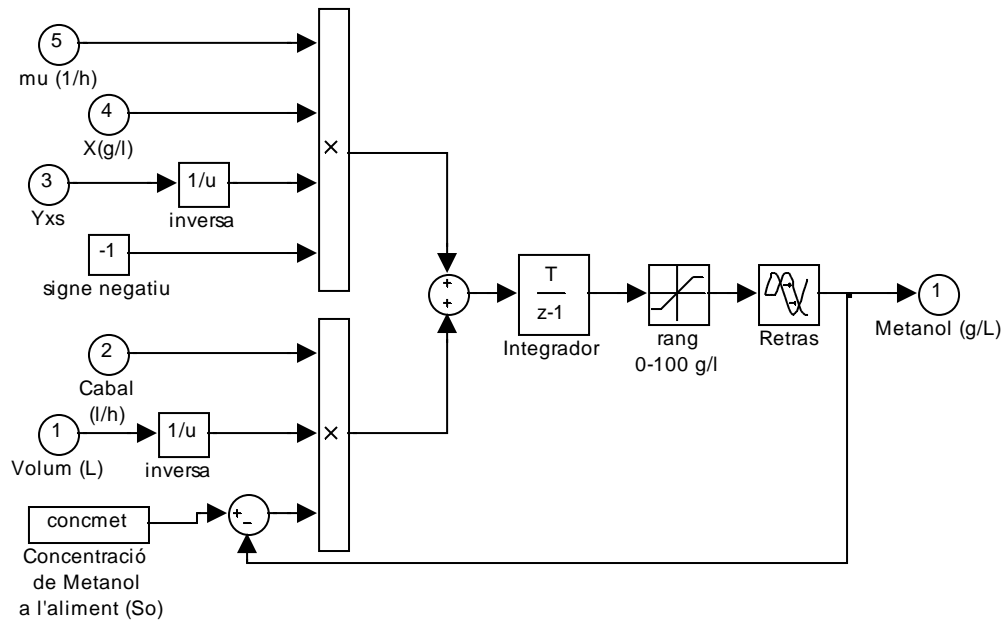 5
mu (1/h)
4
X(g/l)
3
Yxs
1/u
inversa
-1
signe negatiu
×
2
Cabal
(l/h)
1
Volum (L)
1/u
inversa
×
concmet
Concentració
de Metanol
a l'aliment (So)
+
−
+
+
T
z-1
Integrador
rang
0-100 g/l
Retras
1
Metanol (g/L)